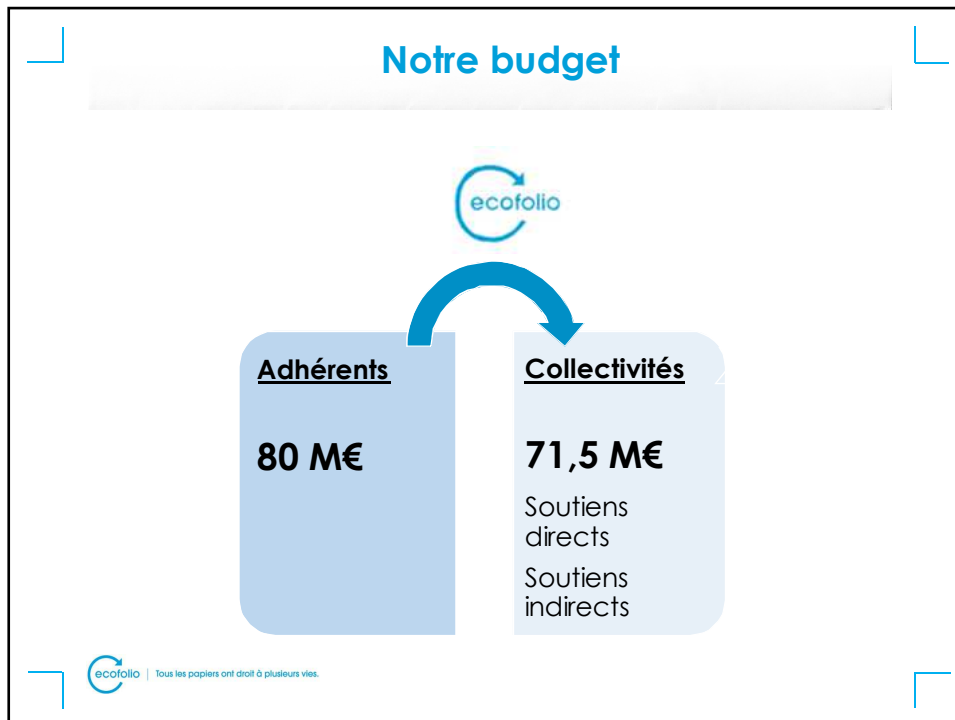 Notre budget
ecofolio
Adhérents
80 M€
Collectivités
71,5 M€
Soutiens
directs
Soutiens
indirects
ecofolio | Tous les papiers ont droit à plusieurs vies.